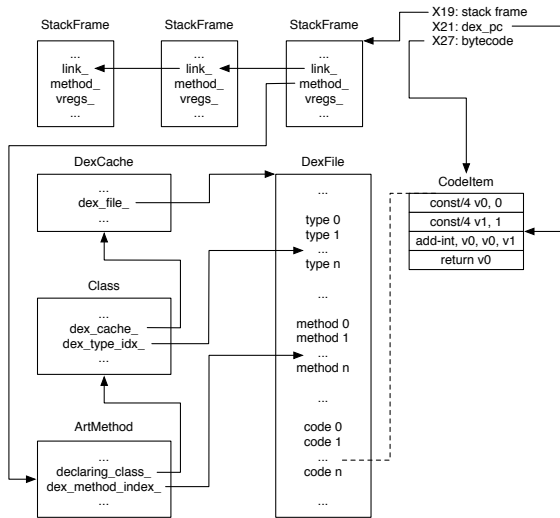 StackFrame
...
link_
method_
vregs_
...
StackFrame
...
link_
method_
vregs_
...
StackFrame
...
link_
method_
vregs_
...
X19: stack frame
X21: dex_pc
X27: bytecode
DexCache
...
dex_file_
...
Class
...
dex_cache_
dex_type_idx_
...
ArtMethod
...
declaring_class_
dex_method_index_
...
DexFile
...
type 0
type 1
...
type n
...
method 0
method 1
...
method n
...
code 0
code 1
...
code n
...
CodeItem
const/4 v0, 0
const/4 v1, 1
add-int, v0, v0, v1
return v0